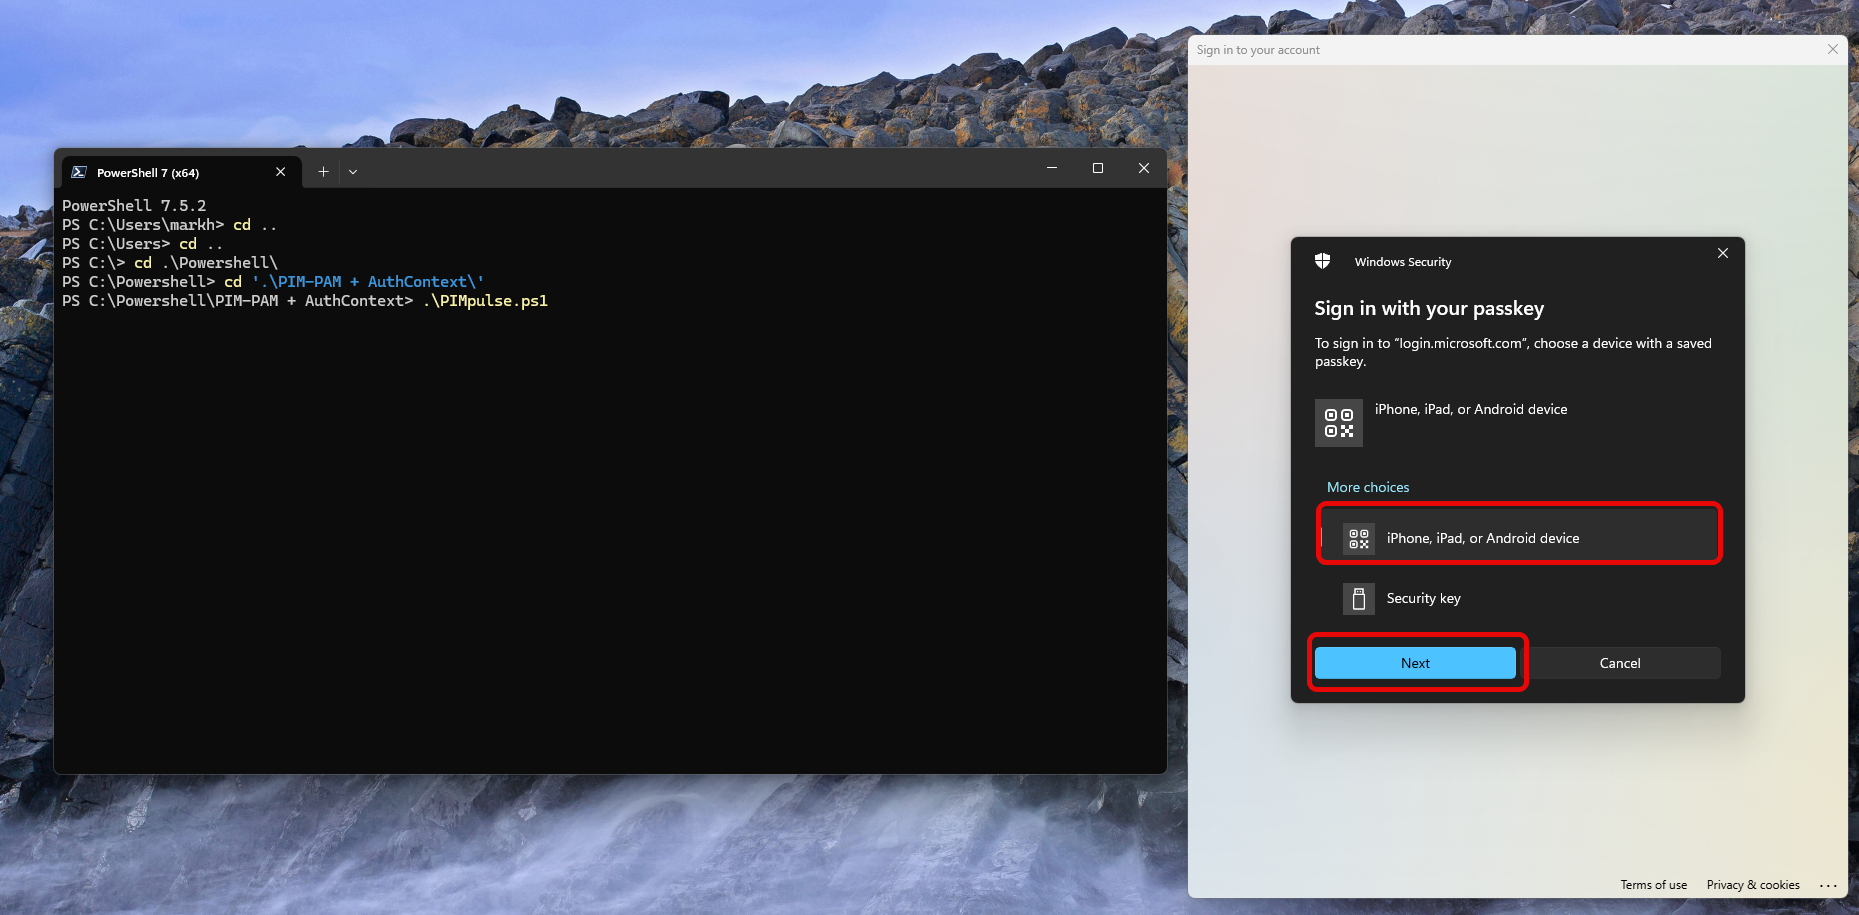 Sign in to your account
PowerShell 7 (x64)
PowerShell 7.5.2
PS C:\Users\markh> cd ..
PS C:\Users> cd ..
PS C:\> cd .\Powershell\
PS C:\Powershell> cd '.\PIM-PAM + AuthContext\'
PS C:\Powershell\PIM-PAM + AuthContext> .\PIMpulse.ps1
Windows Security
Sign in with your passkey
To sign in to “login.microsoft.com”, choose a device with a saved
passkey.
iPhone, iPad, or Android device
More choices
iPhone, iPad, or Android device
Security key
Next
Cancel
Terms of use
Privacy & cookies
...